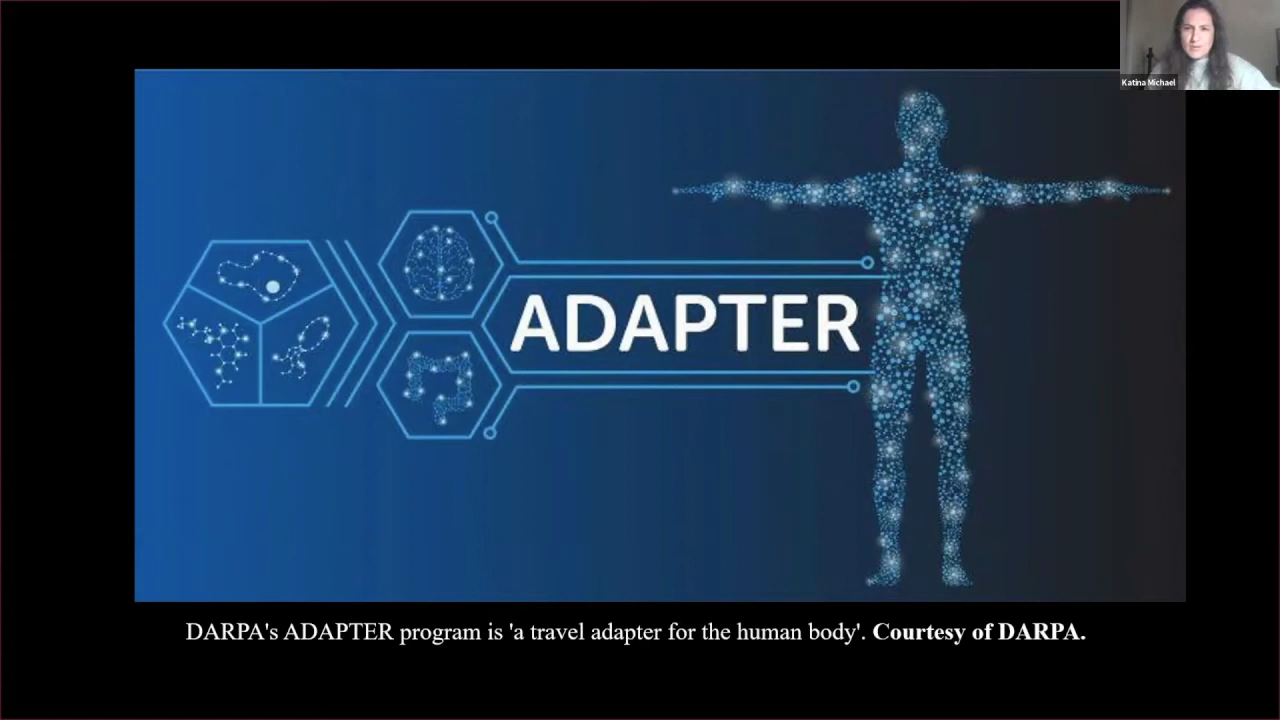 Katina Michael
ADAPTER
DARPA's ADAPTER program is 'a travel adapter for the human body'. Courtesy of DARPA.